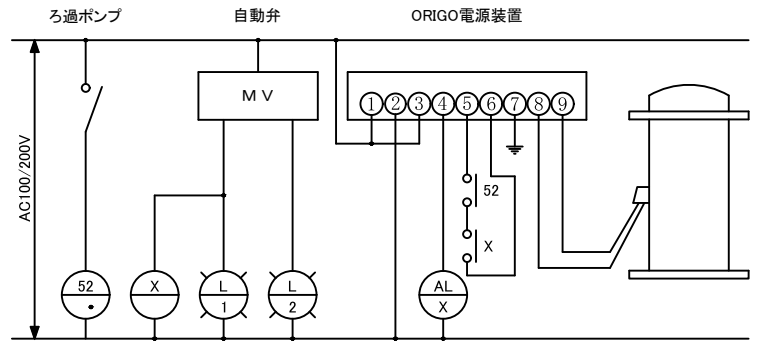 ろ過ポンプ 自動弁 ORIGO電源装置
MV
① ② ③ ④ ⑤ ⑥ ⑦ ⑧ ⑨
AC100/200V
52
X
52 X L L AL
1 2 X